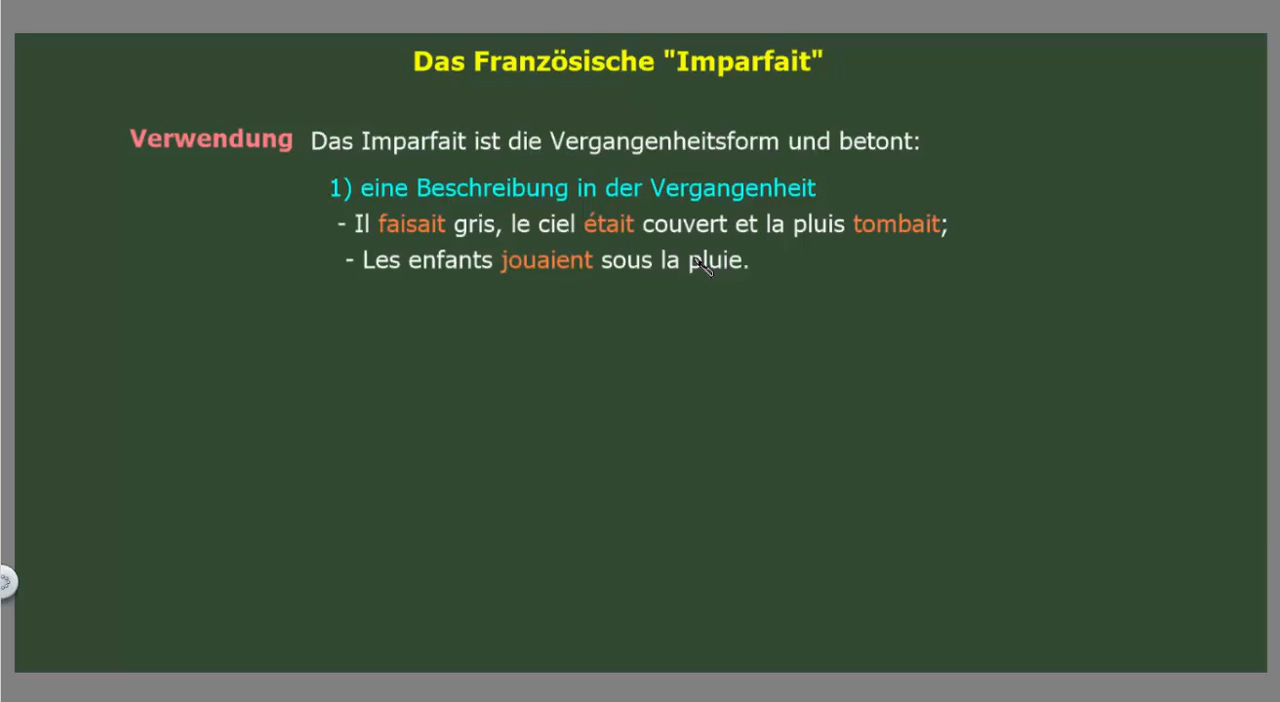 Das Französische "Imparfait"
Verwendung Das Imparfait ist die Vergangenheitsform und betont:
1) eine Beschreibung in der Vergangenheit
- Il faisait gris, le ciel était couvert et la pluis tombait;
- Les enfants jouaient sous la pluie.